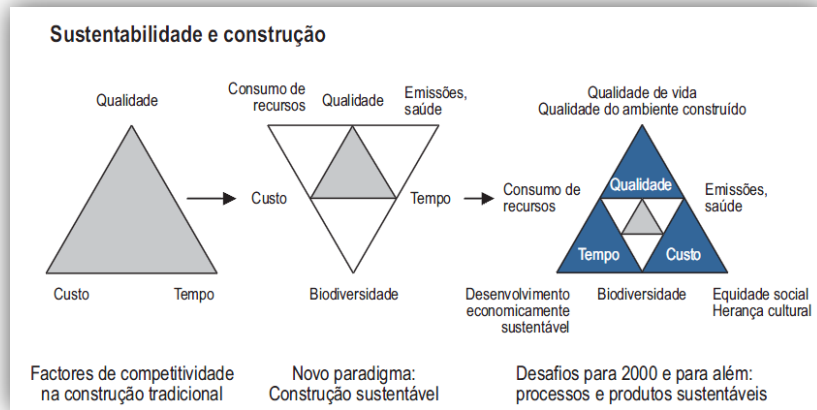 Sustentabilidade e construção
Qualidade
Custo
Tempo
Factores de competitividade
na construção tradicional
Consumo de
recursos
Qualidade
Emissões,
saúde
Custo
Tempo
Biodiversidade
Novo paradigma:
Construção sustentável
Qualidade de vida
Qualidade do ambiente construído
Consumo de
recursos
Qualidade
Emissões,
saúde
Tempo
Custo
Desenvolvimento
economicamente
sustentável
Biodiversidade
Equidade social
Herança cultural
Desafios para 2000 e para além:
processos e produtos sustentáveis